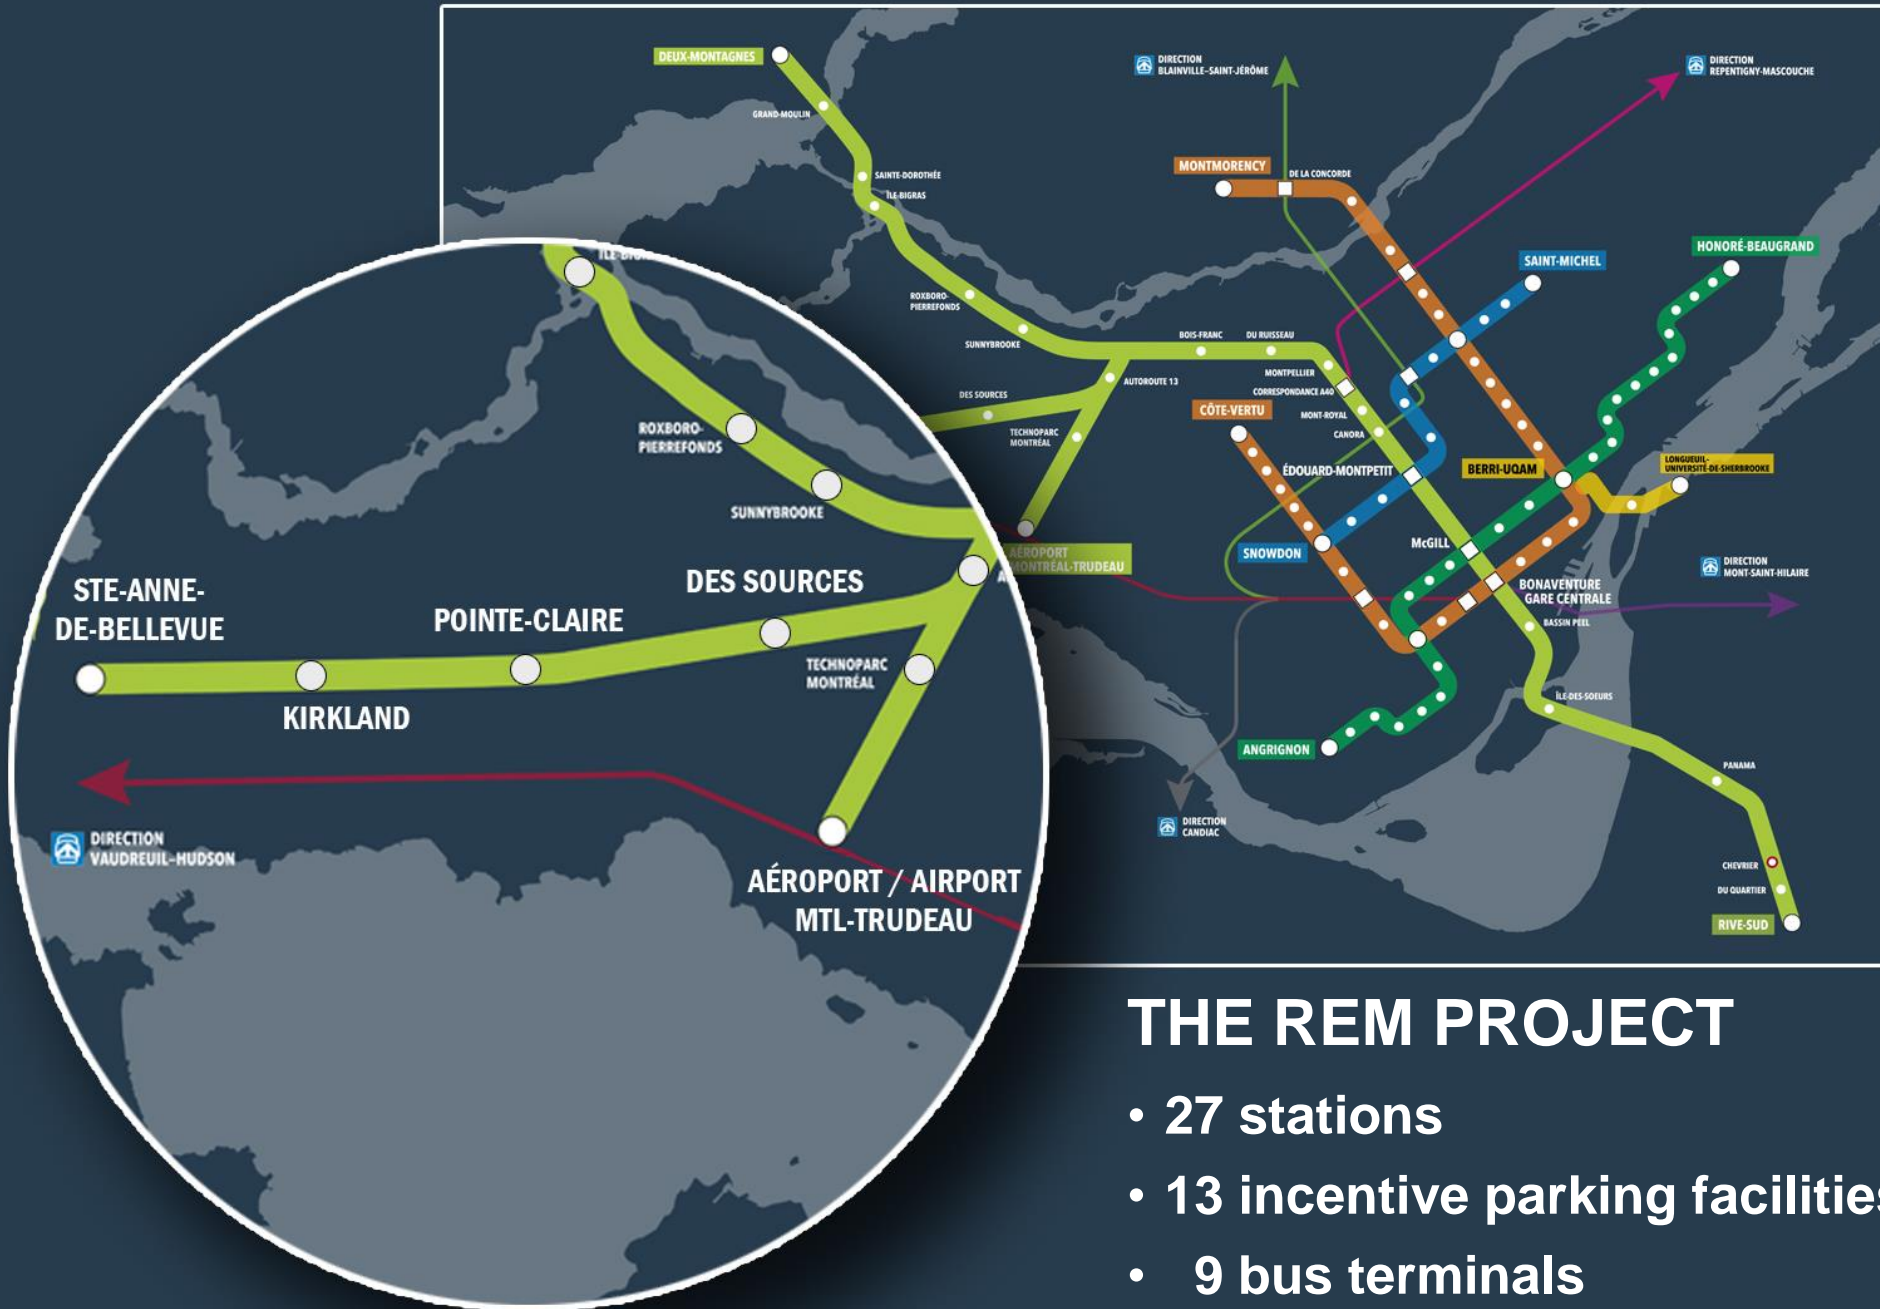 DEUX-MONTAGNES
GRAND-MOULIN
SAINTE-DOROTHÉE
ÎLE-BIGRAS
ROXBORO-
PIERREFONDS
SUNNYBROOKE
DES SOURCES
AUTOROUTE 13
TECHNOPARC
MONTRÉAL
AÉROPORT
MONTRÉAL-TRUDEAU
BOIS-FRANC
DU RUISSEAU
MONTPELLIER
CORRESPONDANCE A40
MONT-ROYAL
CANORA
ÉDOUARD-MONTPETIT
McGILL
BONAVENTURE
GARE CENTRALE
BASSIN PEEL
ÎLE-DES-SOEURS
PANAMA
CHEVRIER
DU QUARTIER
RIVE-SUD
DIRECTION
BLAINVILLE–SAINT-JÉRÔME
DIRECTION
REPENTIGNY-MASCOUCHE
MONTMORENCY
DE LA CONCORDE
SAINT-MICHEL
HONORÉ-BEAUGRAND
CÔTE-VERTU
BERRI-UQAM
LONGUEUIL-
UNIVERSITÉ-DE-SHERBROOKE
SNOWDON
DIRECTION
MONT-SAINT-HILAIRE
ANGRIGNON
DIRECTION
CANDIAC
ROXBORO-
PIERREFONDS
SUNNYBROOKE
STE-ANNE-
DE-BELLEVUE
KIRKLAND
POINTE-CLAIRE
DES SOURCES
TECHNOPARC
MONTRÉAL
DIRECTION
VAUDREUIL–HUDSON
AÉROPORT / AIRPORT
MTL-TRUDEAU
THE REM PROJECT
• 27 stations
• 13 incentive parking facilities
• 9 bus terminals